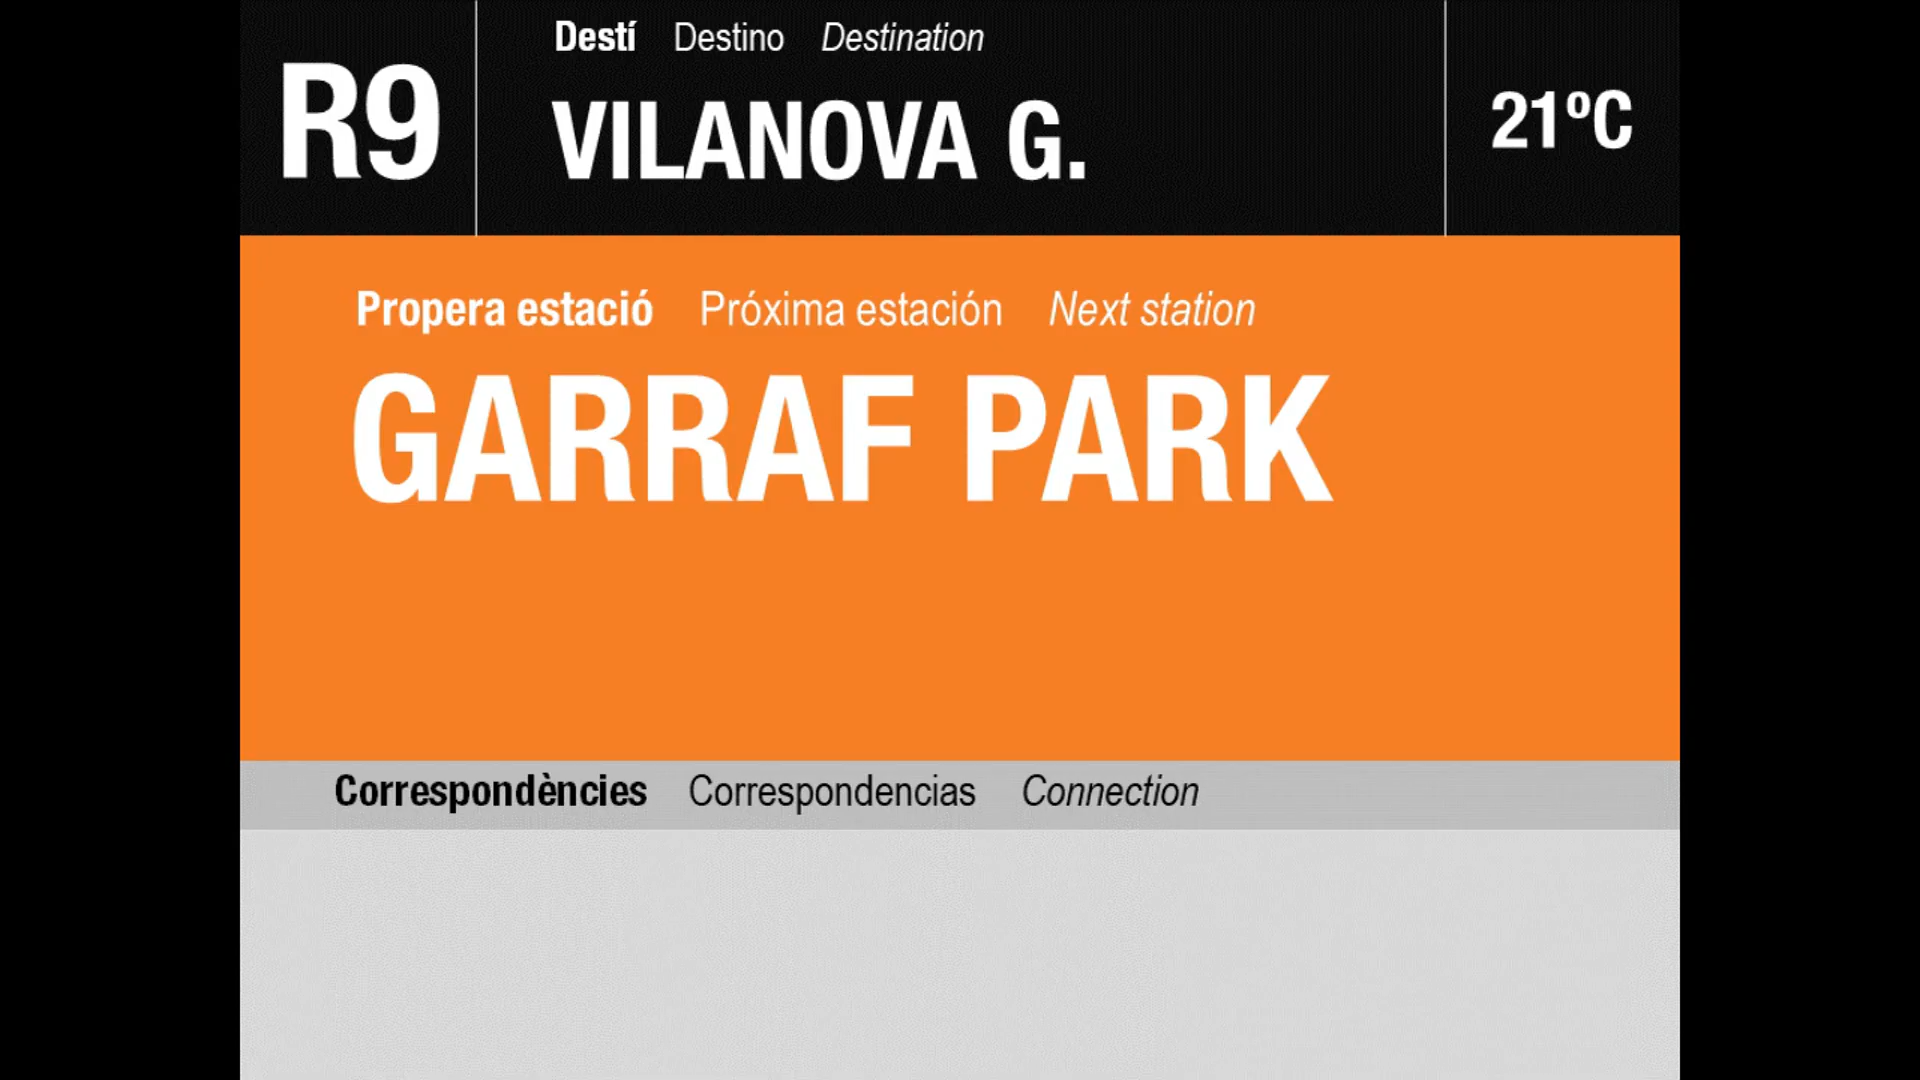 R9
Destí Destino Destination
VILANOVA G.
21ºC
Propera estació Próxima estación Next station
GARRAF PARK
Correspondències Correspondencias Connection